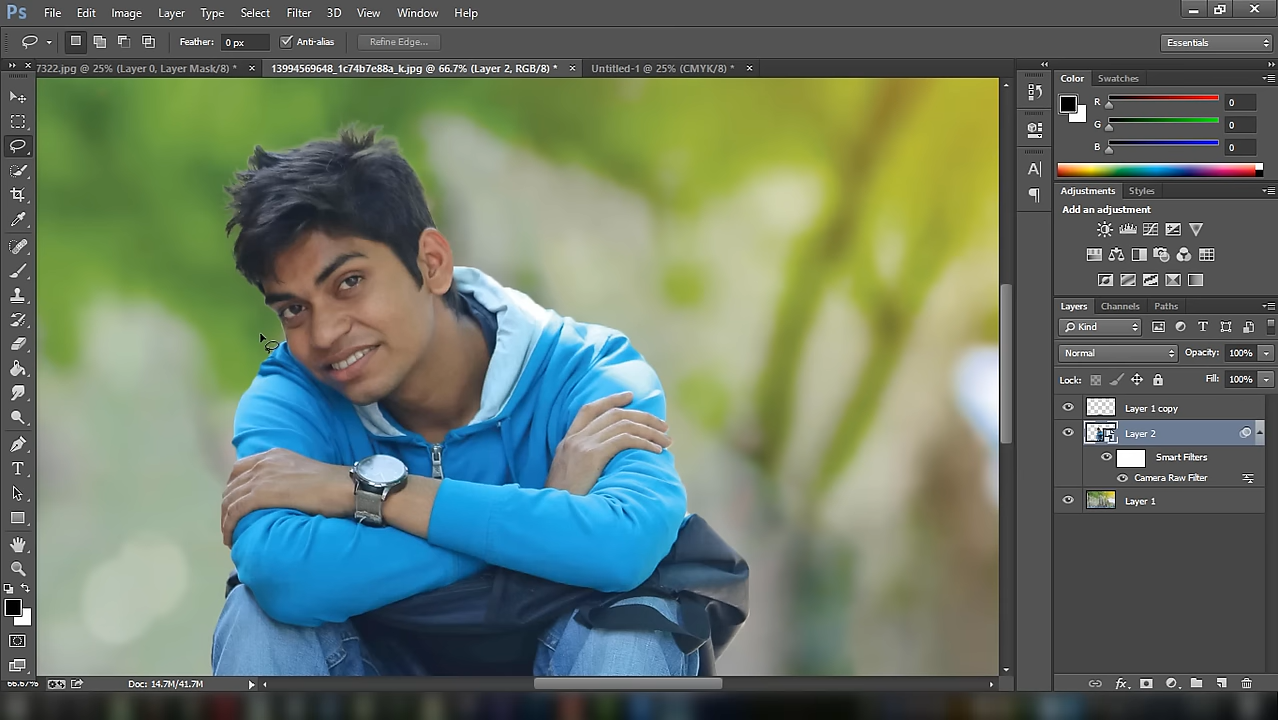 Ps File Edit Image Layer Type Select Filter 3D View Window Help
Feather: 0 px Anti-alias Refine Edge... Essentials
7322.jpg @ 25% (Layer 0, Layer Mask/8) * × 13994569648_1c74b7e88a_k.jpg @ 66.7% (Layer 2, RGB/8) * × Untitled-1 @ 25% (CMYK/8) * ×
Color Swatches
R 0
G 0
B 0
Adjustments Styles
Add an adjustment
Layers Channels Paths
Kind
Normal Opacity: 100%
Lock: Fill: 100%
Layer 1 copy
Layer 2
Smart Filters
Camera Raw Filter
Layer 1
66.67% Doc: 14.7M/41.7M